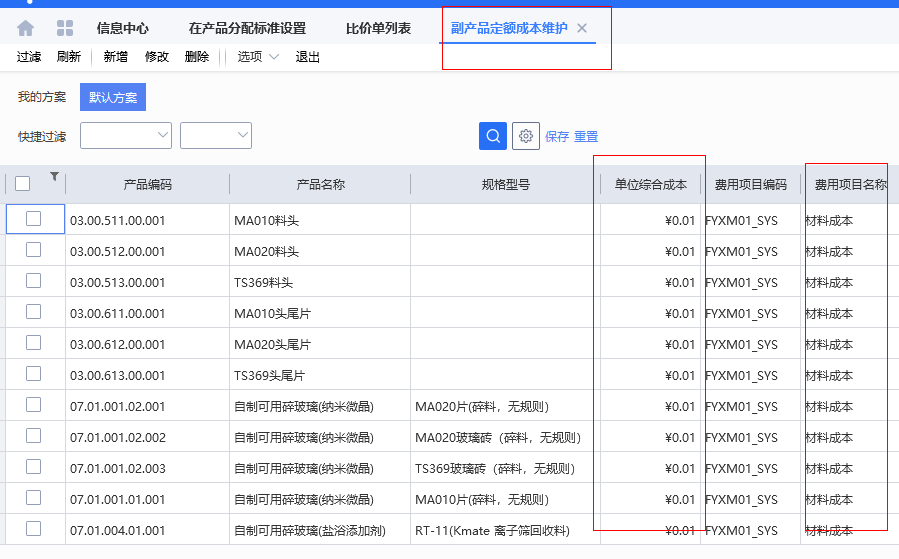 信息中心 在产品分配标准设置 比价单列表 副产品定额成本维护
过滤 刷新 新增 修改 删除 选项 退出
我的方案 默认方案
快捷过滤 保存 重置
产品编码 产品名称 规格型号 单位综合成本 费用项目编码 费用项目名称
03.00.511.00.001 MA010料头 ¥0.01 FYXM01_SYS 材料成本
03.00.512.00.001 MA020料头 ¥0.01 FYXM01_SYS 材料成本
03.00.513.00.001 TS369料头 ¥0.01 FYXM01_SYS 材料成本
03.00.611.00.001 MA010头尾片 ¥0.01 FYXM01_SYS 材料成本
03.00.612.00.001 MA020头尾片 ¥0.01 FYXM01_SYS 材料成本
03.00.613.00.001 TS369头尾片 ¥0.01 FYXM01_SYS 材料成本
07.01.001.02.001 自制可用碎玻璃(纳米微晶) MA020片(碎料，无规则) ¥0.01 FYXM01_SYS 材料成本
07.01.001.02.002 自制可用碎玻璃(纳米微晶) MA020玻璃砖（碎料，无规则) ¥0.01 FYXM01_SYS 材料成本
07.01.001.02.003 自制可用碎玻璃(纳米微晶) TS369玻璃砖（碎料，无规则) ¥0.01 FYXM01_SYS 材料成本
07.01.001.01.001 自制可用碎玻璃(纳米微晶) MA010片(碎料，无规则) ¥0.01 FYXM01_SYS 材料成本
07.01.004.01.001 自制可用碎玻璃(盐浴添加剂) RT-11(Kmate 离子筛回收料) ¥0.01 FYXM01_SYS 材料成本